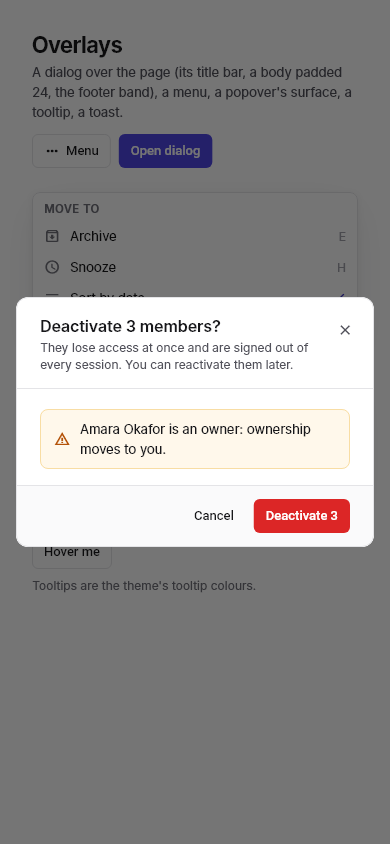 Overlays
A dialog over the page (its title bar, a body padded
24, the footer band), a menu, a popover's surface, a
tooltip, a toast.
Menu
Open dialog
MOVE TO
Archive E
Snooze H
Sort by date
Deactivate 3 members?
They lose access at once and are signed out of
every session. You can reactivate them later.
Amara Okafor is an owner: ownership
moves to you.
Cancel
Deactivate 3
Hover me
Tooltips are the theme's tooltip colours.